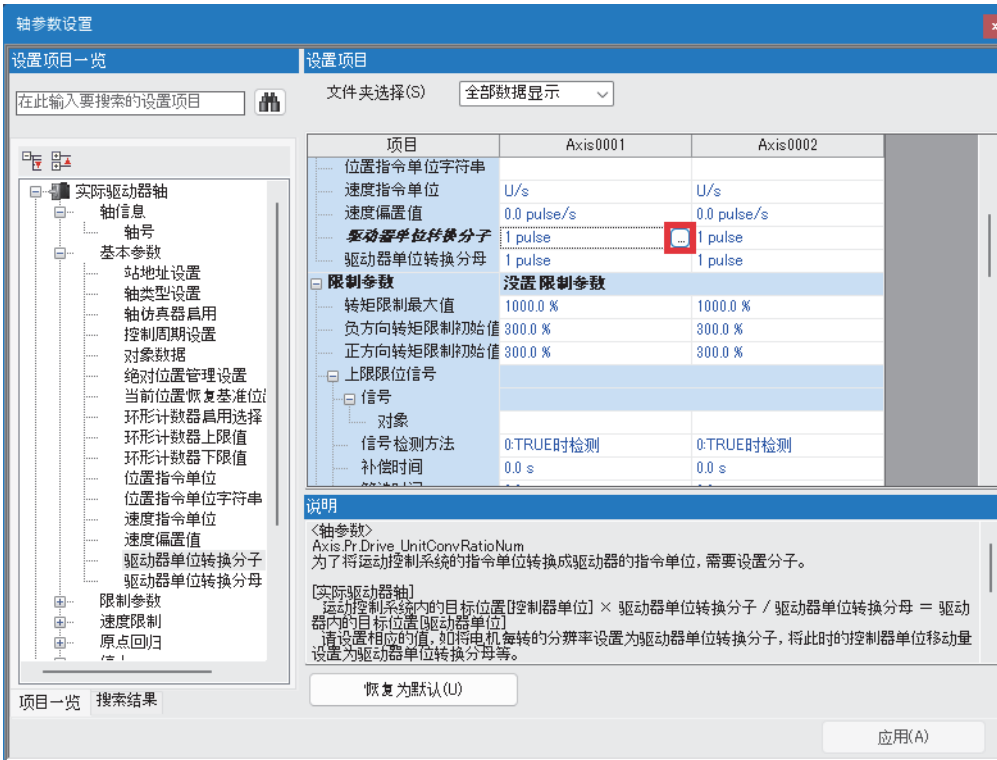 轴参数设置
设置项目一览
在此输入要搜索的设置项目
实际驱动器轴
轴信息
轴号
基本参数
站地址设置
轴类型设置
轴仿真器启用
控制周期设置
对象数据
绝对位置管理设置
当前位置恢复基准位
环形计数器启用选择
环形计数器上限值
环形计数器下限值
位置指令单位
位置指令单位字符串
速度指令单位
速度偏置值
驱动器单位转换分子
驱动器单位转换分母
限制参数
速度限制
原点回归
项目一览 搜索结果
设置项目
文件夹选择(S) 全部数据显示
项目 Axis0001 Axis0002
位置指令单位字符串
速度指令单位 U/s U/s
速度偏置值 0.0 pulse/s 0.0 pulse/s
驱动器单位转换分子 1 pulse ... 1 pulse
驱动器单位转换分母 1 pulse 1 pulse
限制参数 没置限制参数
转矩限制最大值 1000.0 % 1000.0 %
负方向转矩限制初始值 300.0 % 300.0 %
正方向转矩限制初始值 300.0 % 300.0 %
上限限位信号
信号
对象
信号检测方法 0:TRUE时检测 0:TRUE时检测
补偿时间 0.0 s 0.0 s
说明
<轴参数>
Axis.Pr.Drive_UnitConvRatioNum
为了将运动控制系统的指令单位转换成驱动器的指令单位, 需要设置分子。
[实际驱动器轴]
运动控制系统内的目标位置[控制器单位] × 驱动器单位转换分子 / 驱动器单位转换分母 = 驱动
器内的目标位置[驱动器单位]
请设置相应的值, 如将电机每转的分辨率设置为驱动器单位转换分子, 将此时的控制器单位移动量
设置为驱动器单位转换分母等。
恢复为默认(U)
应用(A)